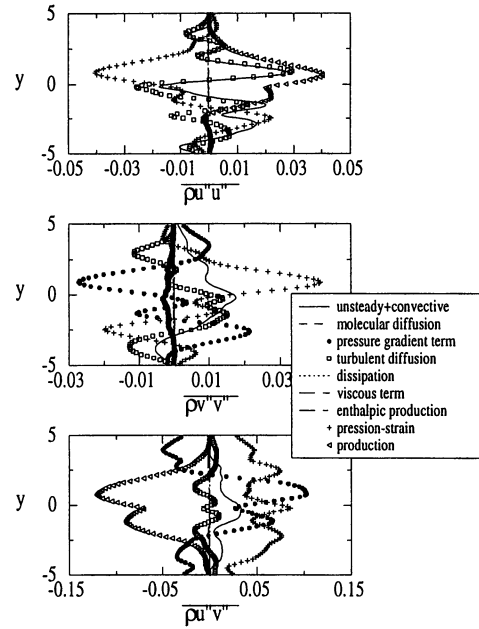 5
y
0
-5
-0.05 -0.03 -0.01 0.01 0.03 0.05
ρu"u"
5
y
0
-5
-0.03 -0.01 0.01 0.03
ρv"v"
unsteady+convective
molecular diffusion
pressure gradient term
turbulent diffusion
dissipation
viscous term
enthalpic production
pression-strain
production
5
y
0
-5
-0.15 -0.05 0.05 0.15
ρu"v"